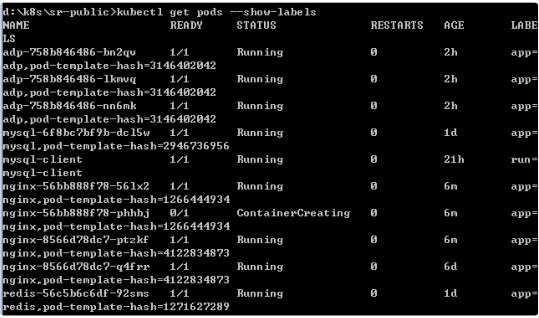 d:\k8s\sr-public>kubectl get pods --show-labels
NAME READY STATUS RESTARTS AGE LABE
LS
adp-758b846486-bn2qv 1/1 Running 0 2h app=
adp,pod-template-hash=3146402042
adp-758b846486-lkmvq 1/1 Running 0 2h app=
adp,pod-template-hash=3146402042
adp-758b846486-nn6mk 1/1 Running 0 2h app=
adp,pod-template-hash=3146402042
mysql-6f8bc7bf9b-dcl5w 1/1 Running 0 1d app=
mysql,pod-template-hash=2946736956
mysql-client 1/1 Running 0 21h run=
mysql-client
nginx-56bb888f78-56lx2 1/1 Running 0 6m app=
nginx,pod-template-hash=1266444934
nginx-56bb888f78-phhbj 0/1 ContainerCreating 0 6m app=
nginx,pod-template-hash=1266444934
nginx-8566d78dc7-ptzkf 1/1 Running 0 6m app=
nginx,pod-template-hash=4122834873
nginx-8566d78dc7-q4frr 1/1 Running 0 6d app=
nginx,pod-template-hash=4122834873
redis-56c5b6c6df-92sms 1/1 Running 0 1d app=
redis,pod-template-hash=1271627289